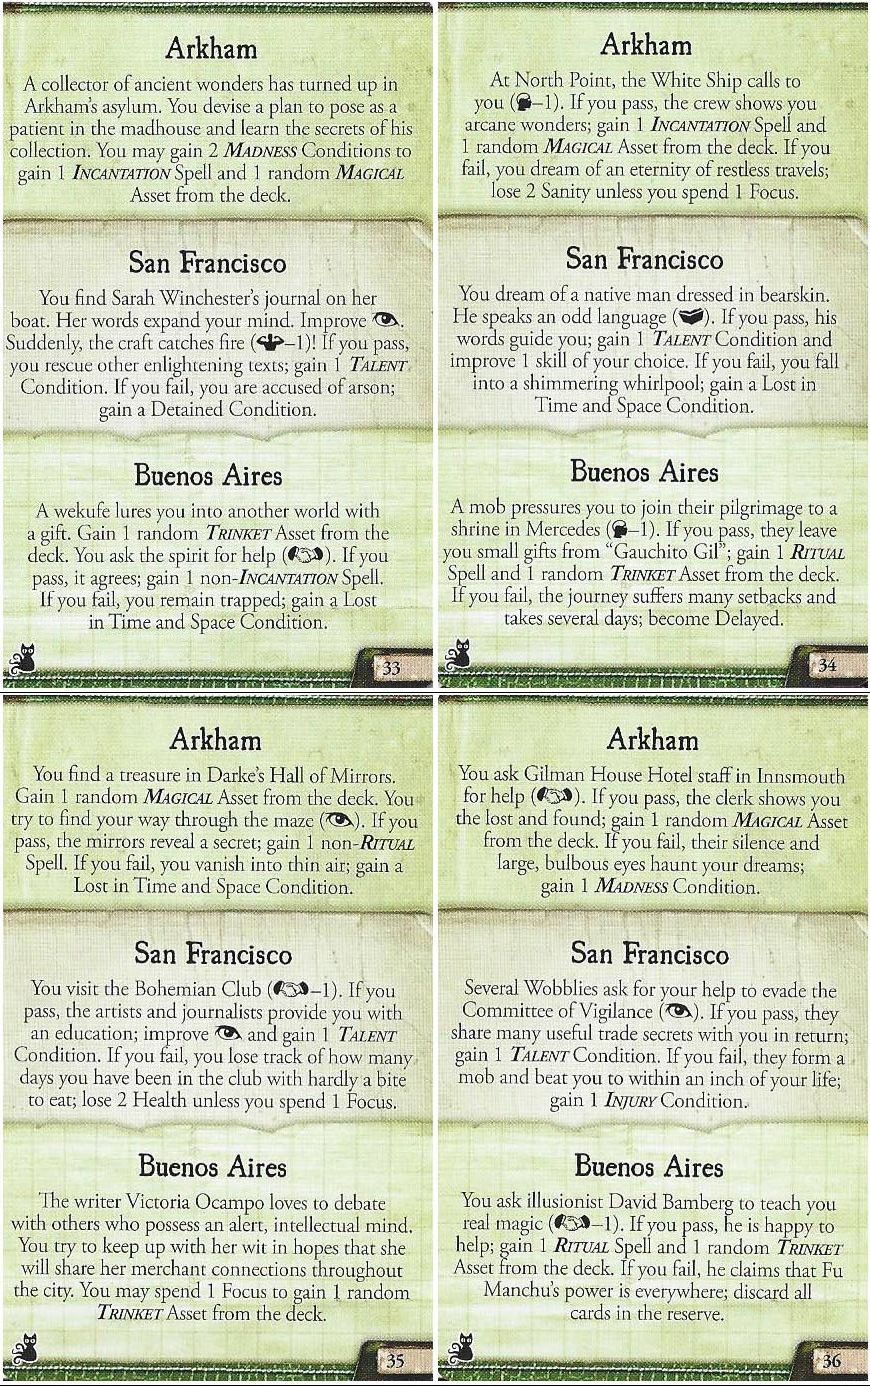 Arkham
A collector of ancient wonders has turned up in
Arkham's asylum. You devise a plan to pose as a
patient in the madhouse and learn the secrets of his
collection. You may gain 2 MADNESS Conditions to
gain 1 INCANTATION Spell and 1 random MAGICAL
Asset from the deck.
San Francisco
You find Sarah Winchester's journal on her
boat. Her words expand your mind. Improve .
Suddenly, the craft catches fire (–1)! If you pass,
you rescue other enlightening texts; gain 1 TALENT
Condition. If you fail, you are accused of arson;
gain a Detained Condition.
Buenos Aires
A wekufe lures you into another world with
a gift. Gain 1 random TRINKET Asset from the
deck. You ask the spirit for help (). If you
pass, it agrees; gain 1 non-INCANTATION Spell.
If you fail, you remain trapped; gain a Lost
in Time and Space Condition.
33
Arkham
At North Point, the White Ship calls to
you (–1). If you pass, the crew shows you
arcane wonders; gain 1 INCANTATION Spell and
1 random MAGICAL Asset from the deck. If you
fail, you dream of an eternity of restless travels;
lose 2 Sanity unless you spend 1 Focus.
San Francisco
You dream of a native man dressed in bearskin.
He speaks an odd language (). If you pass, his
words guide you; gain 1 TALENT Condition and
improve 1 skill of your choice. If you fail, you fall
into a shimmering whirlpool; gain a Lost in
Time and Space Condition.
Buenos Aires
A mob pressures you to join their pilgrimage to a
shrine in Mercedes (–1). If you pass, they leave
you small gifts from “Gauchito Gil”; gain 1 RITUAL
Spell and 1 random TRINKET Asset from the deck.
If you fail, the journey suffers many setbacks and
takes several days; become Delayed.
34
Arkham
You find a treasure in Darke's Hall of Mirrors.
Gain 1 random MAGICAL Asset from the deck. You
try to find your way through the maze (). If you
pass, the mirrors reveal a secret; gain 1 non-RITUAL
Spell. If you fail, you vanish into thin air; gain a
Lost in Time and Space Condition.
San Francisco
You visit the Bohemian Club (–1). If you
pass, the artists and journalists provide you with
an education; improve and gain 1 TALENT
Condition. If you fail, you lose track of how many
days you have been in the club with hardly a bite
to eat; lose 2 Health unless you spend 1 Focus.
Buenos Aires
The writer Victoria Ocampo loves to debate
with others who possess an alert, intellectual mind.
You try to keep up with her wit in hopes that she
will share her merchant connections throughout
the city. You may spend 1 Focus to gain 1 random
TRINKET Asset from the deck.
35
Arkham
You ask Gilman House Hotel staff in Innsmouth
for help (). If you pass, the clerk shows you
the lost and found; gain 1 random MAGICAL Asset
from the deck. If you fail, their silence and
large, bulbous eyes haunt your dreams;
gain 1 MADNESS Condition.
San Francisco
Several Wobblies ask for your help to evade the
Committee of Vigilance (). If you pass, they
share many useful trade secrets with you in return;
gain 1 TALENT Condition. If you fail, they form a
mob and beat you to within an inch of your life;
gain 1 INJURY Condition.
Buenos Aires
You ask illusionist David Bamberg to teach you
real magic (–1). If you pass, he is happy to
help; gain 1 RITUAL Spell and 1 random TRINKET
Asset from the deck. If you fail, he claims that Fu
Manchu's power is everywhere; discard all
cards in the reserve.
36